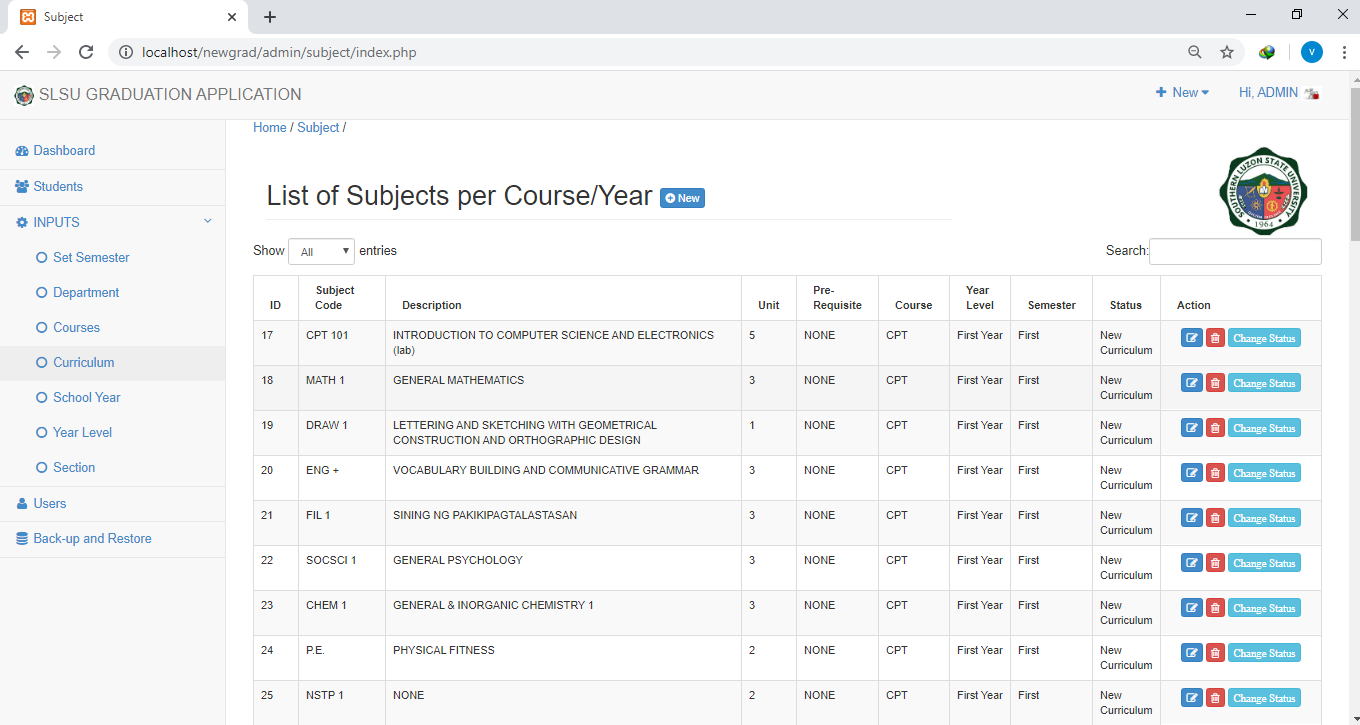 Subject
localhost/newgrad/admin/subject/index.php
V
SLSU GRADUATION APPLICATION
New
Hi, ADMIN
Home / Subject /
Dashboard
Students
INPUTS
Set Semester
Department
Courses
Curriculum
School Year
Year Level
Section
Users
Back-up and Restore
List of Subjects per Course/Year New
SOUTHERN LUZON STATE UNIVERSITY
1964
Show All entries
Search:
ID Subject Code Description Unit Pre-Requisite Course Year Level Semester Status Action
17 CPT 101 INTRODUCTION TO COMPUTER SCIENCE AND ELECTRONICS 5 NONE CPT First Year First New Change Status
(lab) Curriculum
18 MATH 1 GENERAL MATHEMATICS 3 NONE CPT First Year First New Change Status
Curriculum
19 DRAW 1 LETTERING AND SKETCHING WITH GEOMETRICAL 1 NONE CPT First Year First New Change Status
CONSTRUCTION AND ORTHOGRAPHIC DESIGN Curriculum
20 ENG + VOCABULARY BUILDING AND COMMUNICATIVE GRAMMAR 3 NONE CPT First Year First New Change Status
Curriculum
21 FIL 1 SINING NG PAKIKIPAGTALASTASAN 3 NONE CPT First Year First New Change Status
Curriculum
22 SOCSCI 1 GENERAL PSYCHOLOGY 3 NONE CPT First Year First New Change Status
Curriculum
23 CHEM 1 GENERAL & INORGANIC CHEMISTRY 1 3 NONE CPT First Year First New Change Status
Curriculum
24 P.E. PHYSICAL FITNESS 2 NONE CPT First Year First New Change Status
Curriculum
25 NSTP 1 NONE 2 NONE CPT First Year First New Change Status
Curriculum